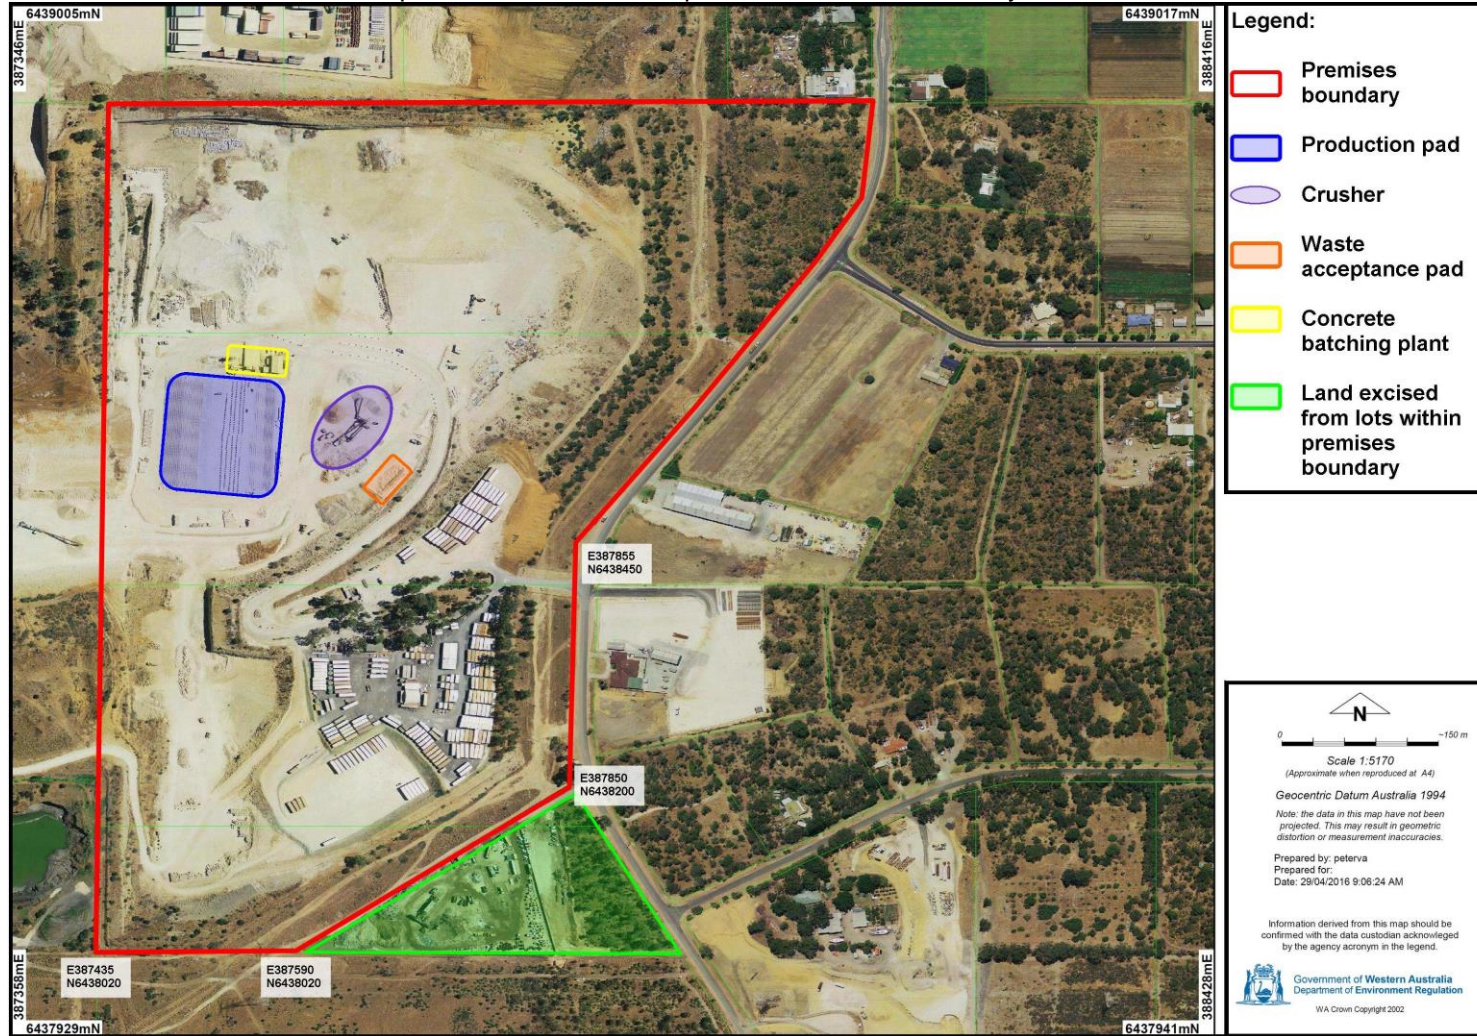 6439005mN
6439017mN
387346mE
388416mE
E387855
N6438450
E387850
N6438200
E387435
N6438020
E387590
N6438020
387358mE
388428mE
6437929mN
6437941mN
Legend:
Premises
boundary
Production pad
Crusher
Waste
acceptance pad
Concrete
batching plant
Land excised
from lots within
premises
boundary
N
0
~150 m
Scale 1:5170
(Approximate when reproduced at A4)
Geocentric Datum Australia 1994
Note: the data in this map have not been
projected. This may result in geometric
distortion or measurement inaccuracies.
Prepared by: peterva
Prepared for:
Date: 29/04/2016 9:06:24 AM
Information derived from this map should be
confirmed with the data custodian acknowleged
by the agency acronym in the legend.
Government of Western Australia
Department of Environment Regulation
WA Crown Copyright 2002